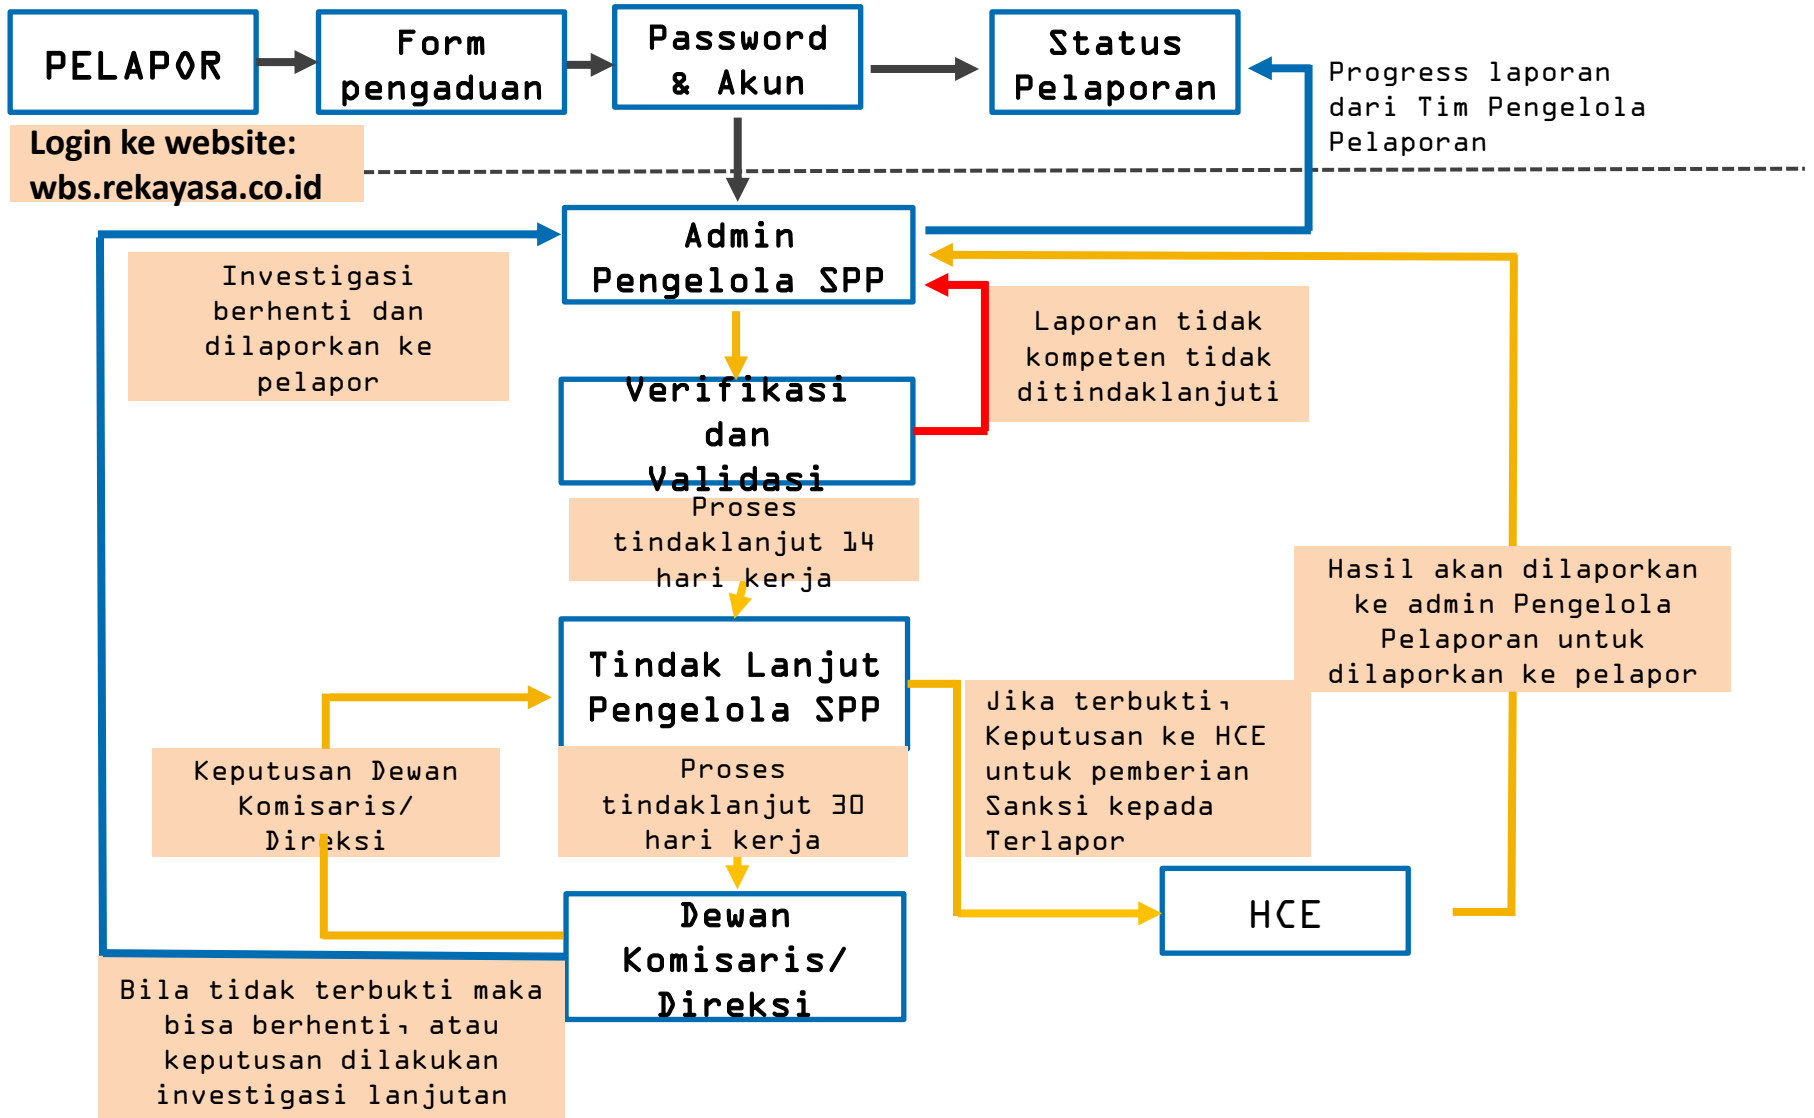 PELAPOR
Form
pengaduan
Password
& Akun
Status
Pelaporan
Progress laporan
dari Tim Pengelola
Pelaporan
Login ke website:
wbs.rekayasa.co.id
Admin
Pengelola SPP
Investigasi
berhenti dan
dilaporkan ke
pelapor
Laporan tidak
kompeten tidak
ditindaklanjuti
Verifikasi
dan
Validasi
Proses
tindaklanjut 14
hari kerja
Hasil akan dilaporkan
ke admin Pengelola
Pelaporan untuk
dilaporkan ke pelapor
Tindak Lanjut
Pengelola SPP
Jika terbukti,
Keputusan ke HCE
untuk pemberian
Sanksi kepada
Terlapor
Keputusan Dewan
Komisaris/
Direksi
Proses
tindaklanjut 30
hari kerja
HCE
Dewan
Komisaris/
Direksi
Bila tidak terbukti maka
bisa berhenti, atau
keputusan dilakukan
investigasi lanjutan